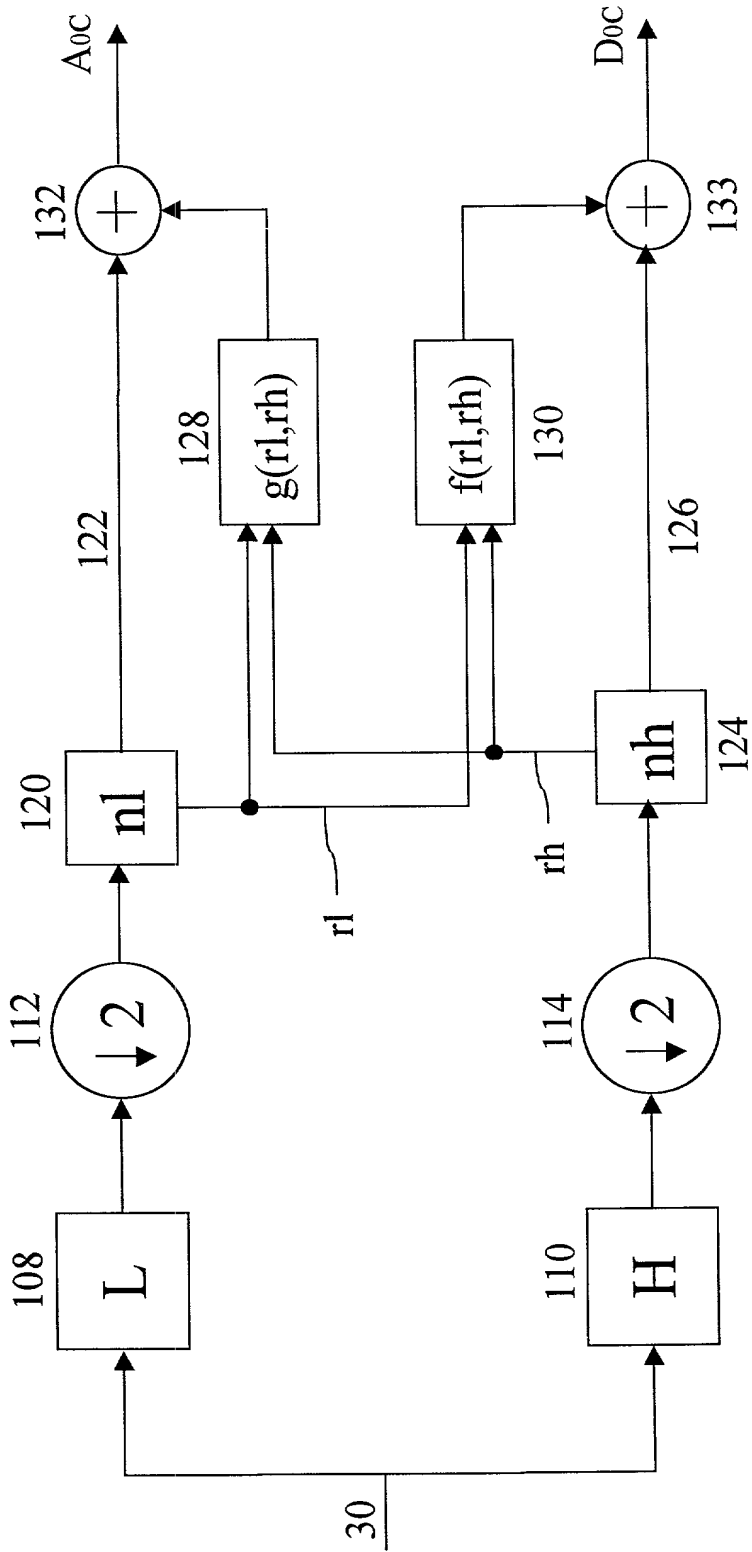 30
108
L
112
↓2
120
nl
122
132
+
A0C
rl
128
g(rl,rh)
rh
130
f(rl,rh)
110
H
114
↓2
124
nh
126
133
+
D0C